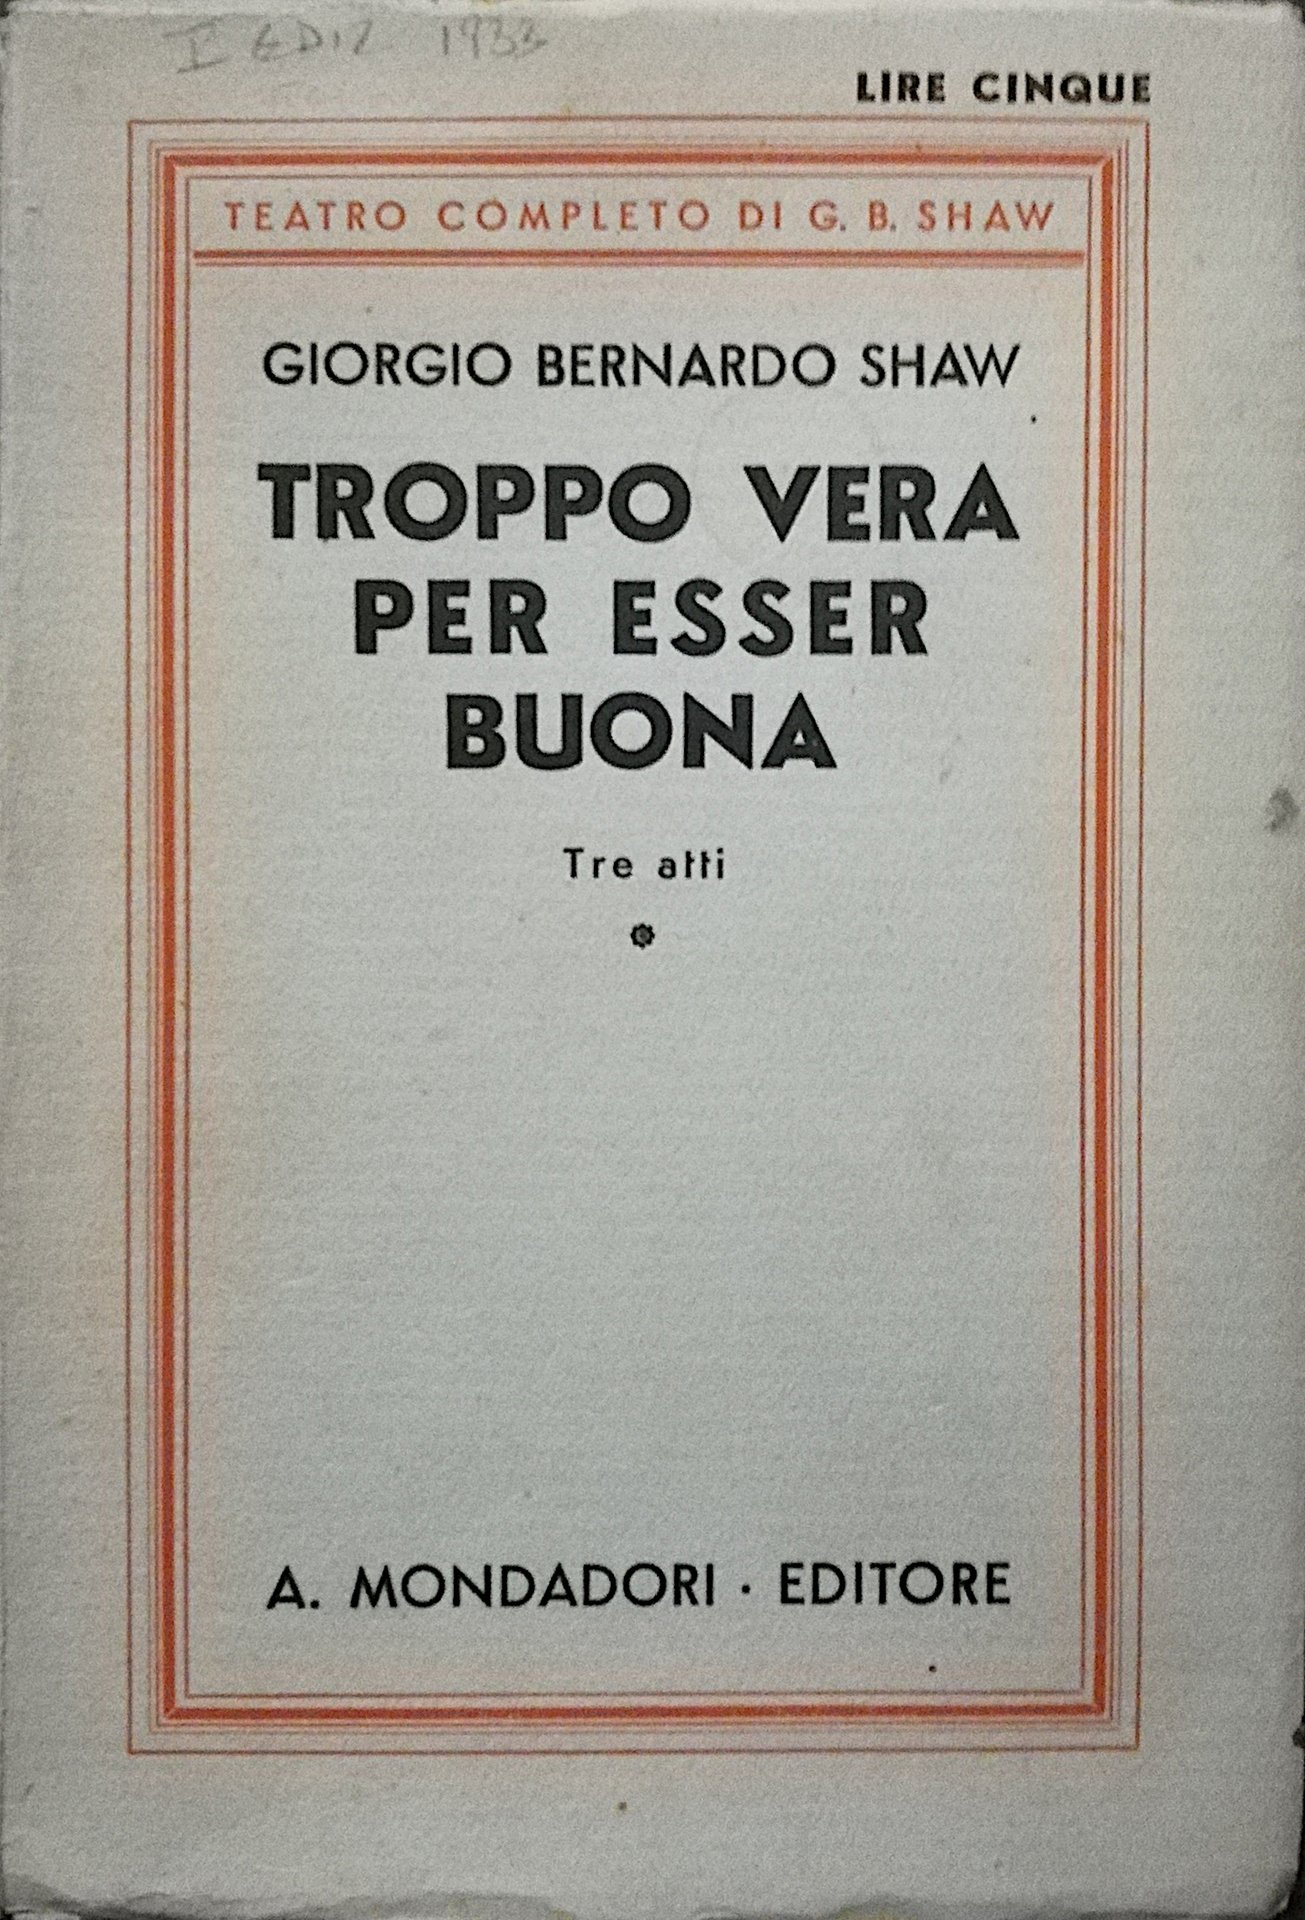 I EDIZ 1933
LIRE CINQUE
TEATRO COMPLETO DI G. B. SHAW
GIORGIO BERNARDO SHAW
TROPPO VERA
PER ESSER
BUONA
Tre atti
A. MONDADORI · EDITORE